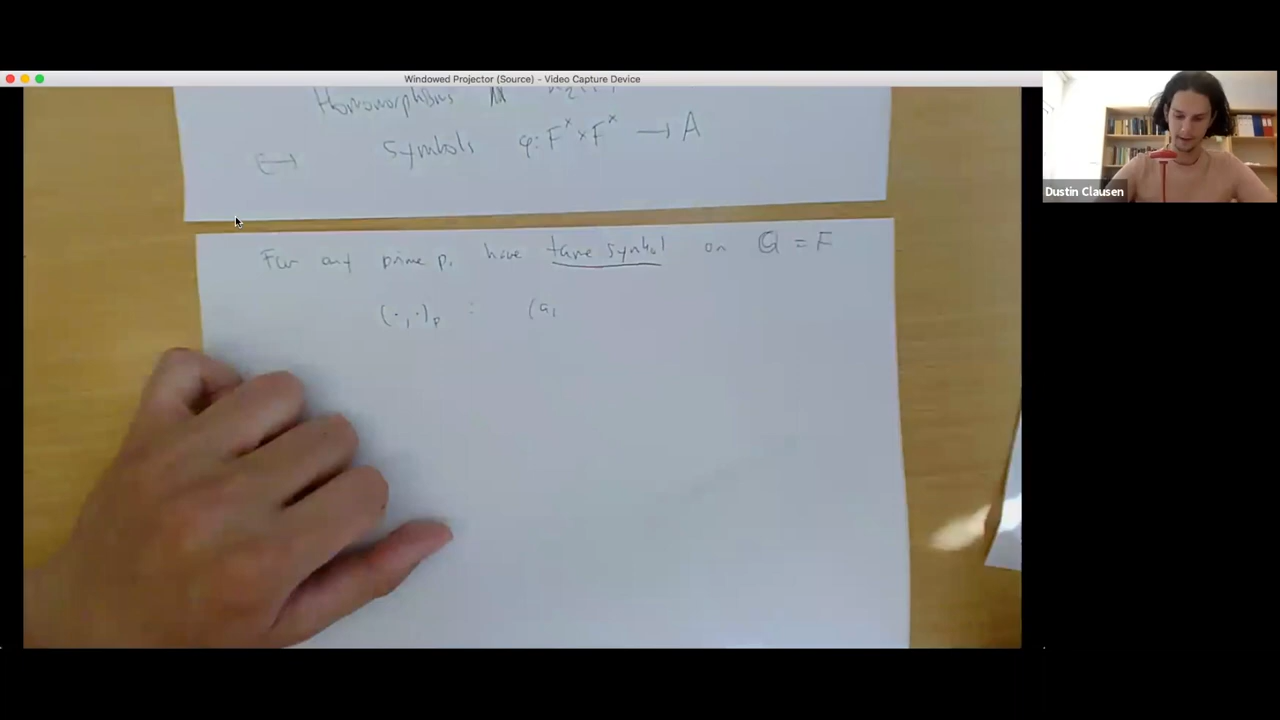 Windowed Projector (Source) - Video Capture Device
Homomorphisms
symbols φ: F^× × F^× → A
Dustin Clausen
For any prime p, have tame symbol on ℚ = F
(·,·)_p : (a,